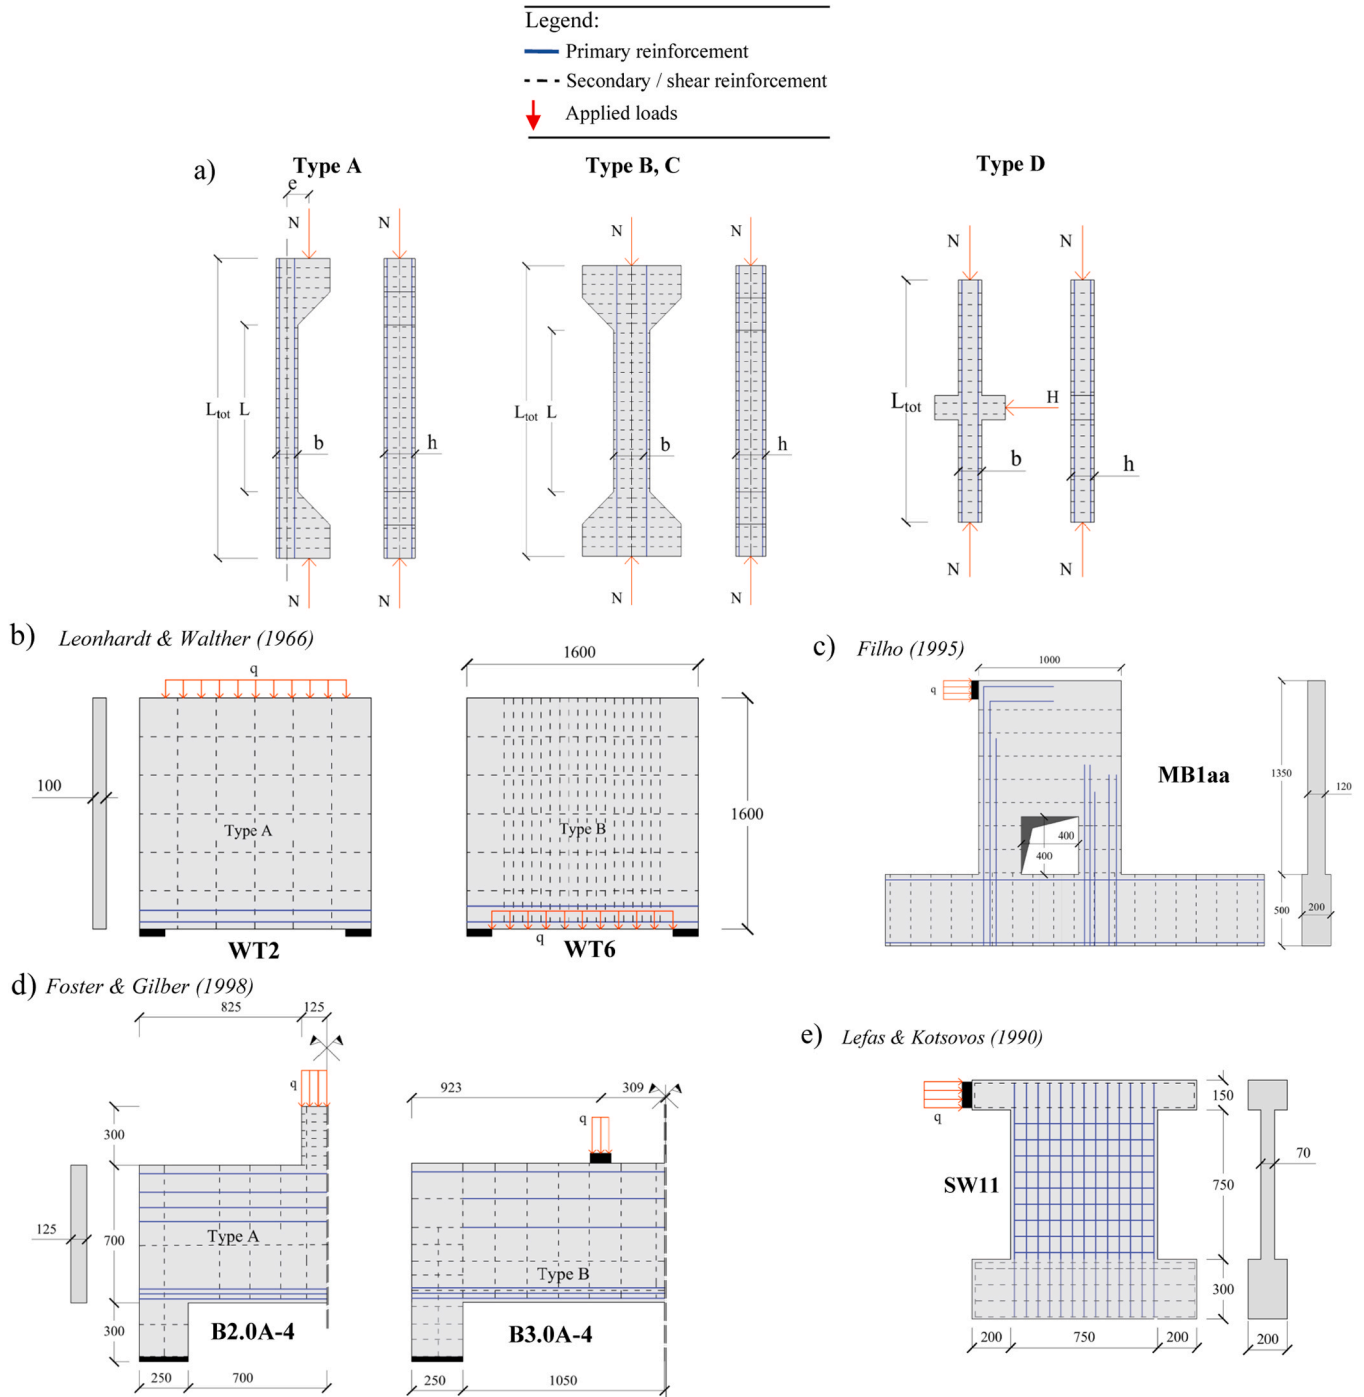 Legend:
Primary reinforcement
Secondary / shear reinforcement
Applied loads
a)
Type A
Type B, C
Type D
e
N
N
N
N
N
N
L_tot
L
b
h
L_tot
L
b
h
L_tot
H
b
h
N
N
N
N
N
N
b)
Leonhardt & Walther (1966)
q
1600
100
Type A
Type B
1600
q
WT2
WT6
c)
Filho (1995)
1000
q
MB1aa
1350
120
400
400
500
200
d)
Foster & Gilber (1998)
825
125
q
300
125
700
Type A
300
B2.0A-4
250
700
923
309
q
Type B
B3.0A-4
250
1050
e)
Lefas & Kotsovos (1990)
q
150
70
SW11
750
300
200
750
200
200